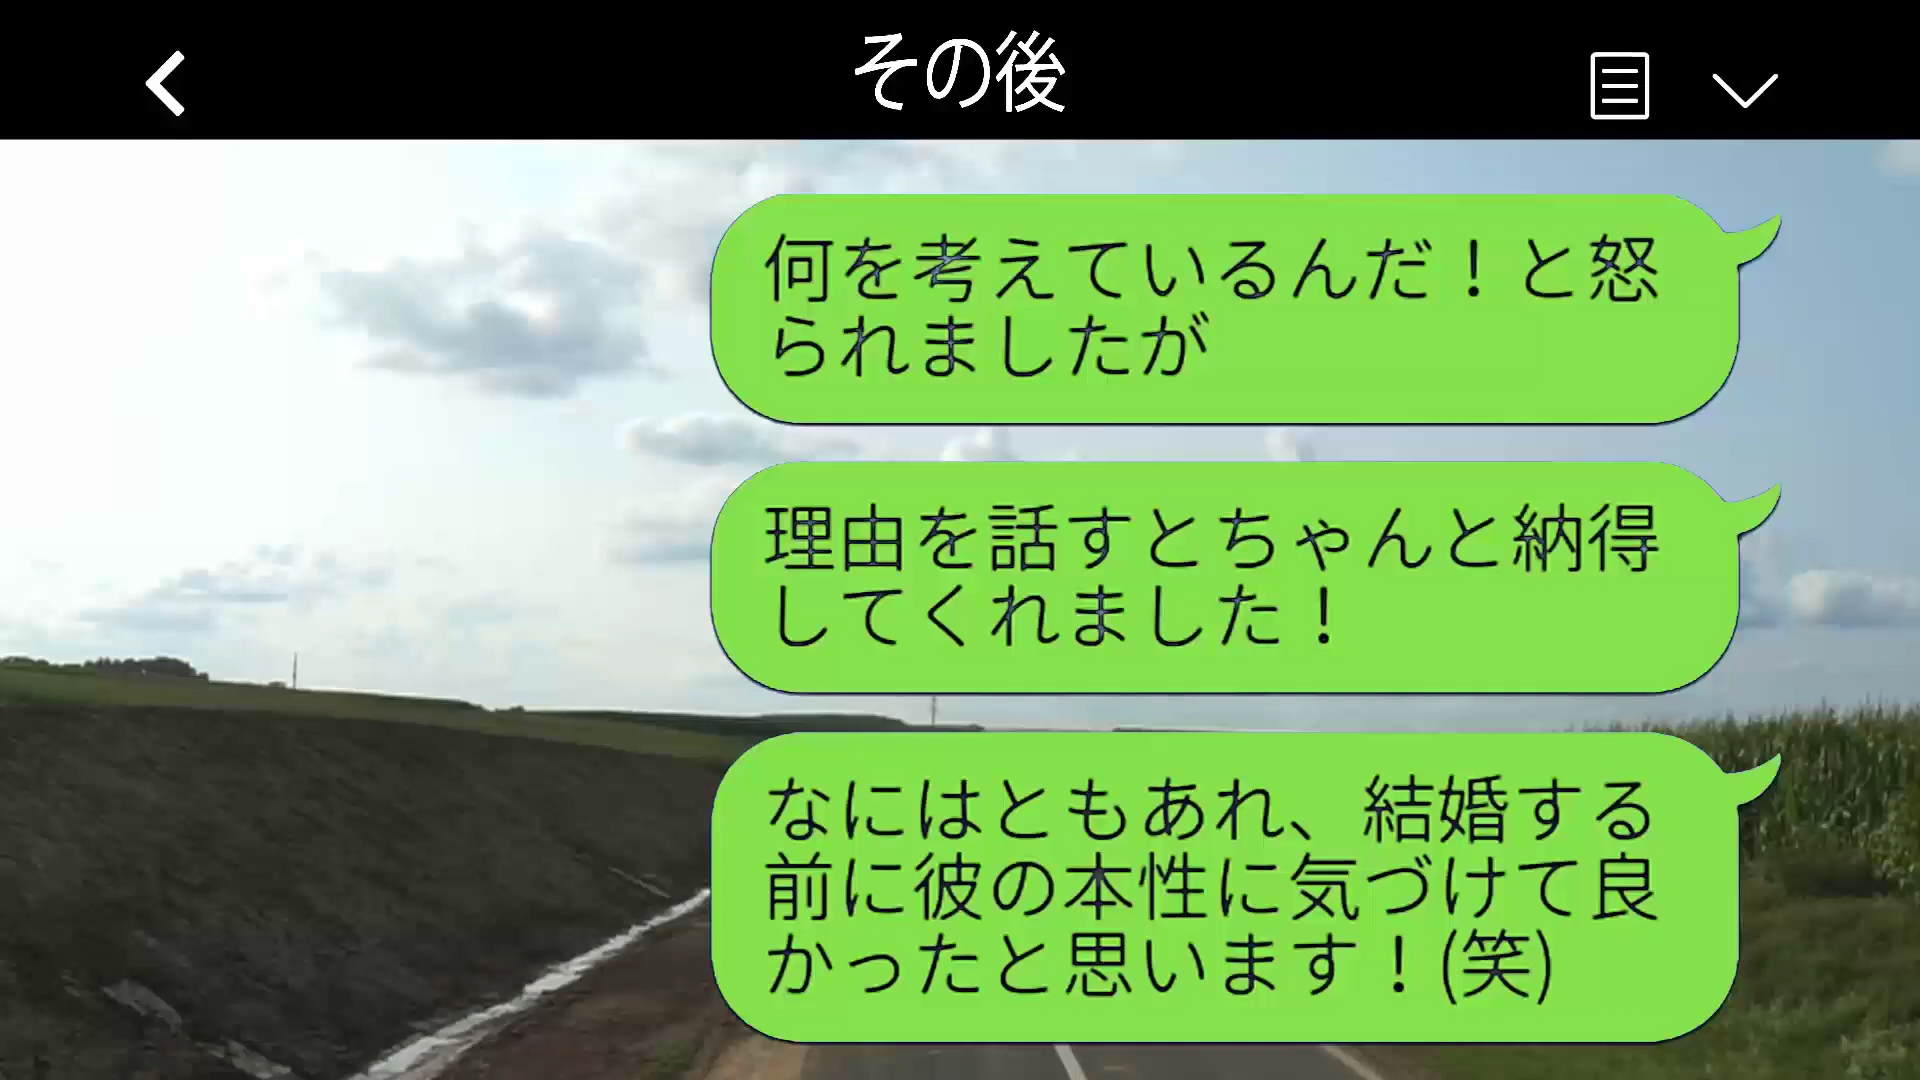 その後
何を考えているんだ！と怒
られましたが
理由を話すとちゃんと納得
してくれました！
なにはともあれ、結婚する
前に彼の本性に気づけて良
かったと思います！(笑)